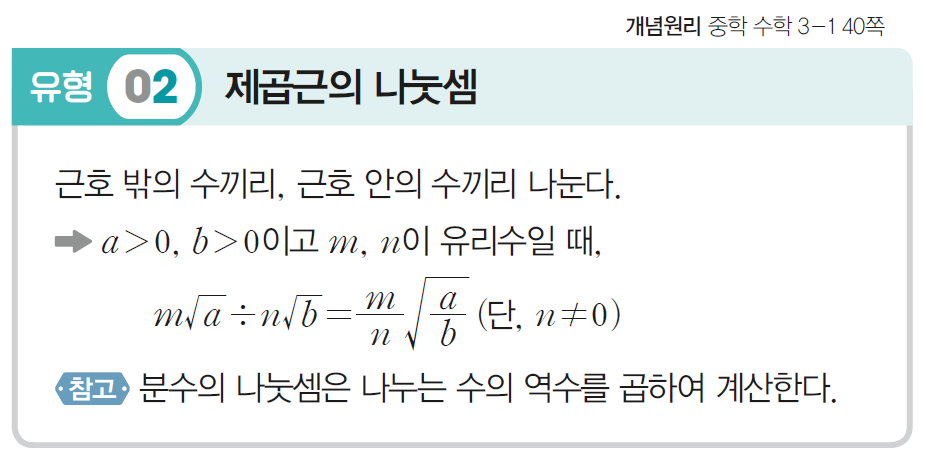 개념원리 중학 수학 3-1 40쪽
유형 02 제곱근의 나눗셈
근호 밖의 수끼리, 근호 안의 수끼리 나눈다.
➡ a>0, b>0이고 m, n이 유리수일 때,
m√a÷n√b=m/n√(a/b) (단, n≠0)
참고 분수의 나눗셈은 나누는 수의 역수를 곱하여 계산한다.